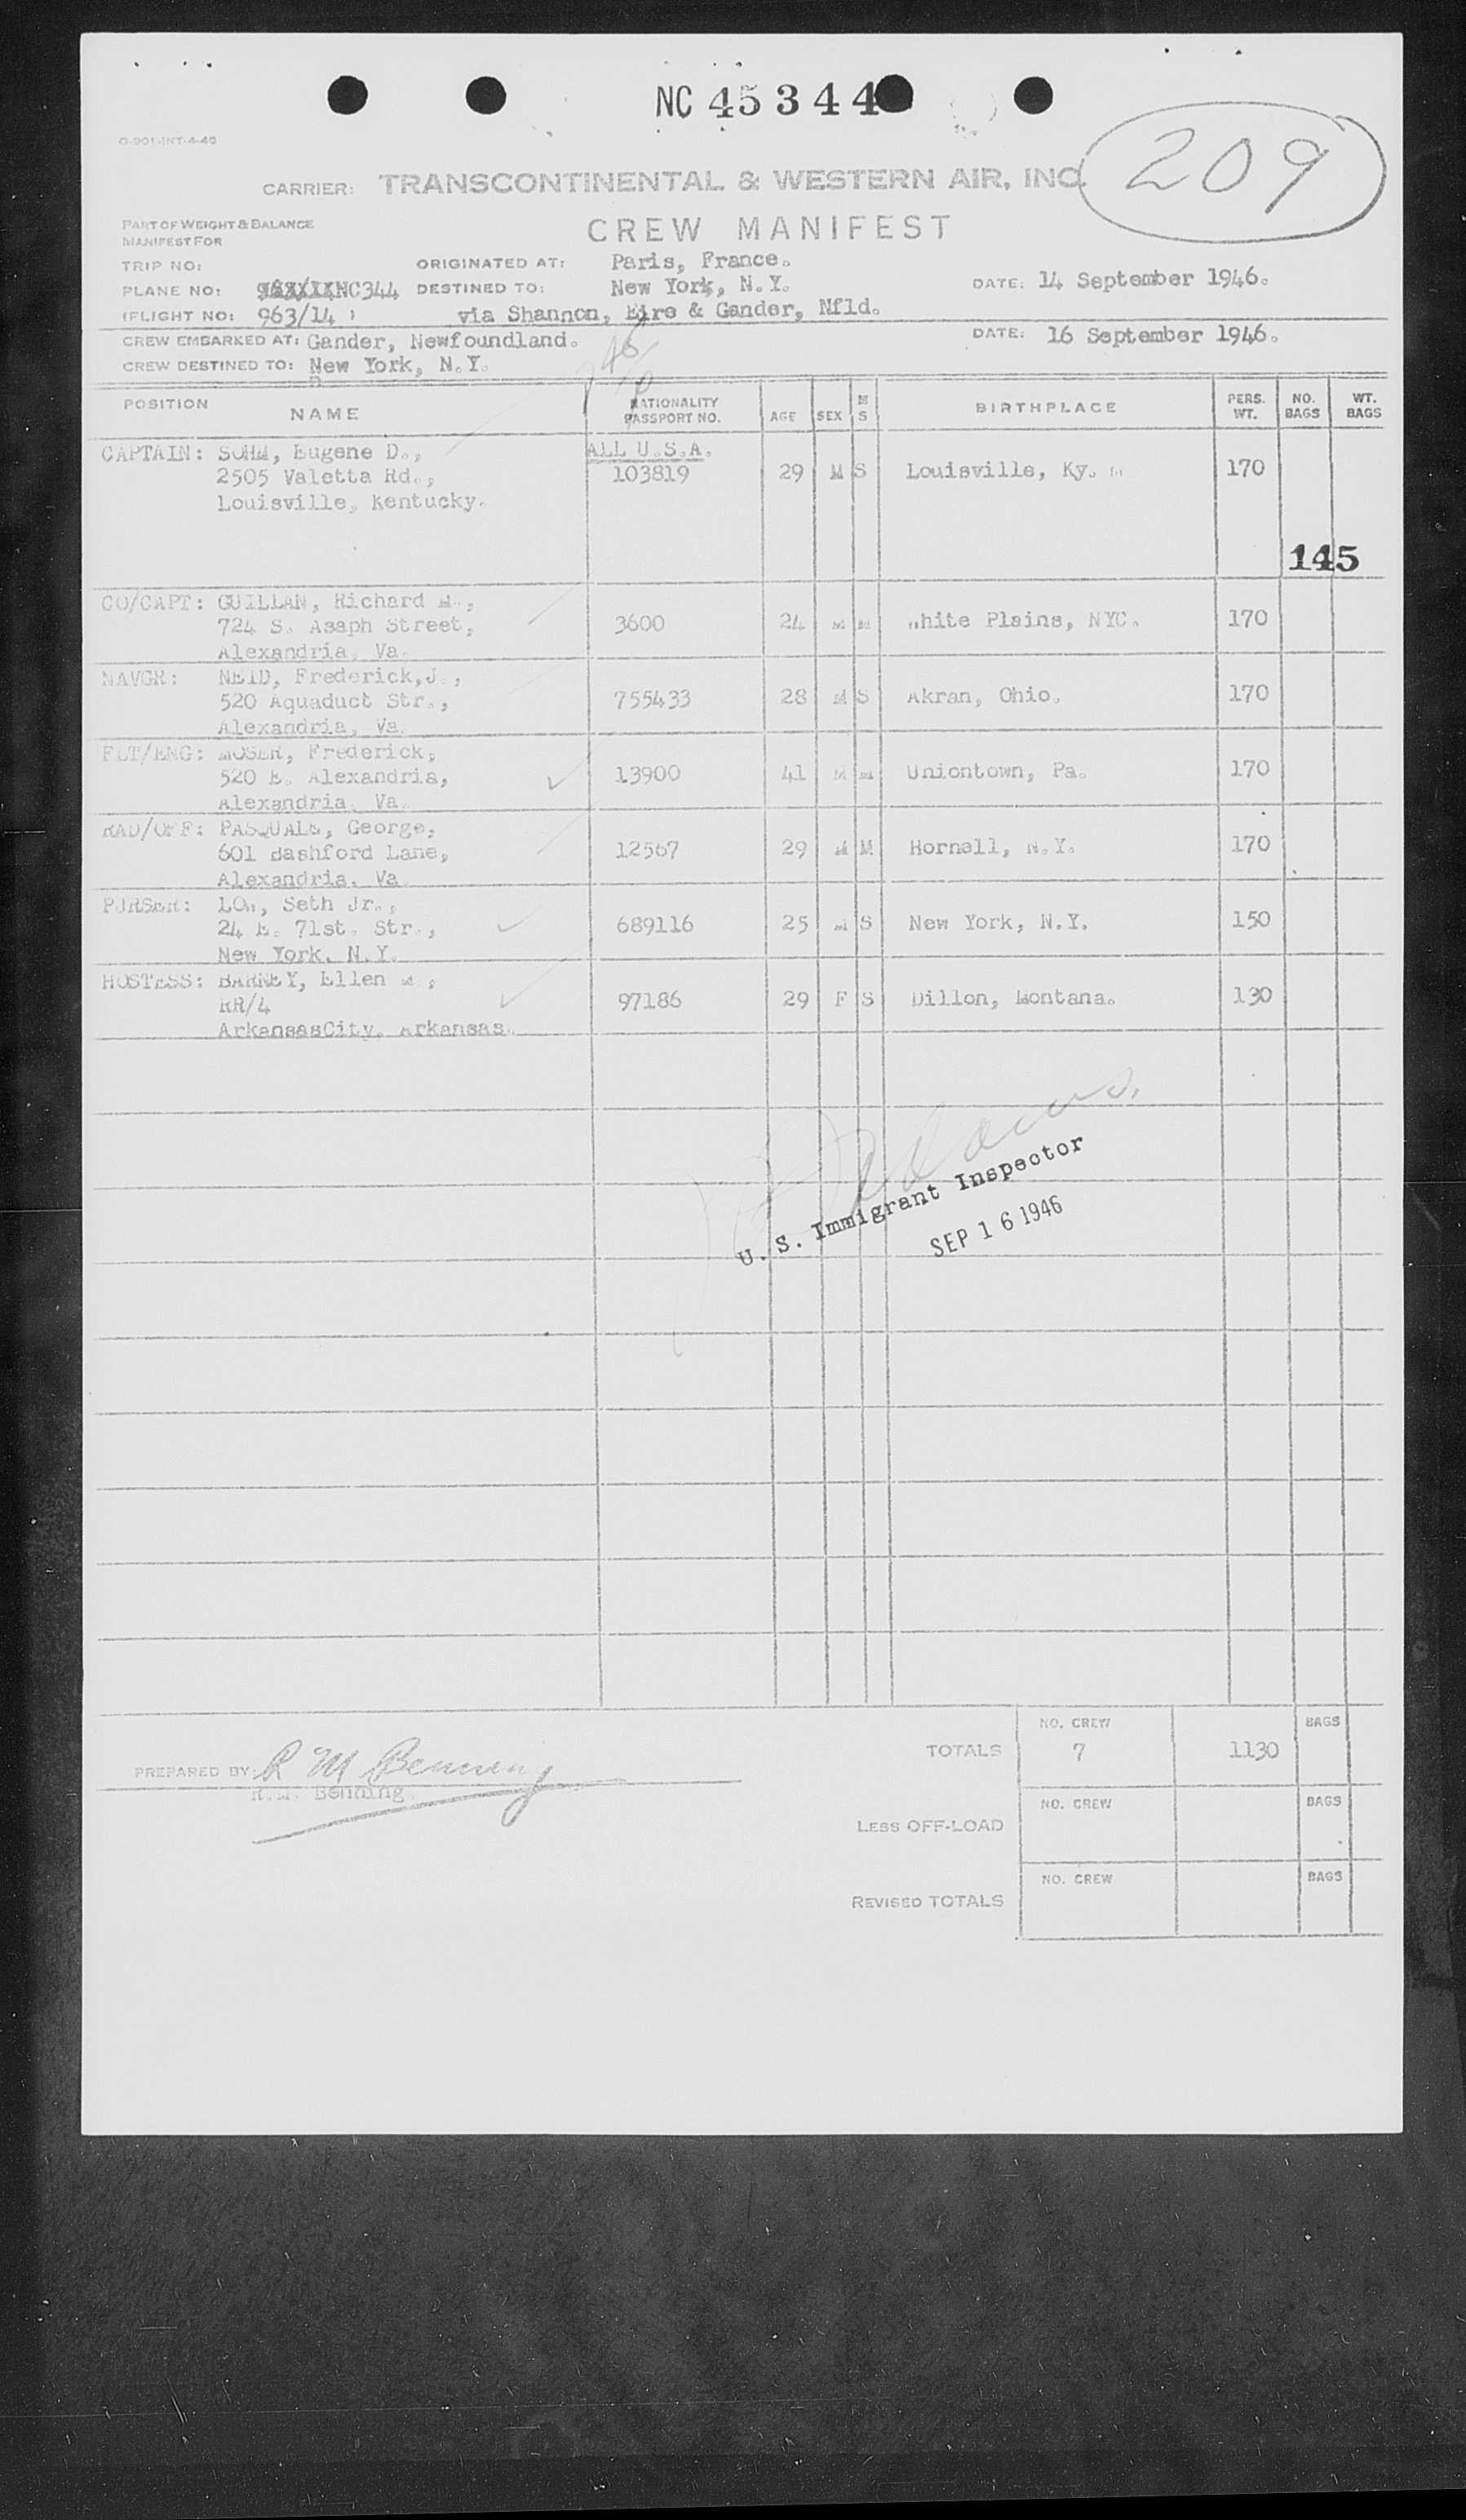 NC 45344
209
O-901-INT-4-46
CARRIER: TRANSCONTINENTAL & WESTERN AIR, INC.
PART OF WEIGHT & BALANCE
MANIFEST FOR
CREW MANIFEST
TRIP NO: ORIGINATED AT: Paris, France.
PLANE NO: NC344 DESTINED TO: New York, N.Y. DATE: 14 September 1946.
(FLIGHT NO: 963/14 ) via Shannon, Eire & Gander, Nfld.
CREW EMBARKED AT: Gander, Newfoundland. DATE: 16 September 1946.
CREW DESTINED TO: New York, N.Y.
POSITION NAME NATIONALITY PASSPORT NO. AGE SEX M S BIRTHPLACE PERS. WT. NO. BAGS WT. BAGS
CAPTAIN: SOHM, Eugene D., ALL U.S.A.
2505 Valetta Rd., 103819 29 M S Louisville, Ky. 170
Louisville, Kentucky.
145
CO/CAPT: GUILLAN, Richard M.,
724 S. Asaph Street, 3600 24 M M White Plains, NYC. 170
Alexandria, Va.
NAVGR: NEID, Frederick,J.,
520 Aquaduct Str., 755433 28 M S Akran, Ohio. 170
Alexandria, Va.
FLT/ENG: MOSER, Frederick,
520 E. Alexandria, 13900 41 M M Uniontown, Pa. 170
Alexandria, Va.
RAD/OFF: PASQUALE, George,
601 Bashford Lane, 12567 29 M M Hornell, N.Y. 170
Alexandria, Va.
PURSER: LOW, Seth Jr.,
24 E. 71st. Str., 689116 25 M S New York, N.Y. 150
New York, N.Y.
HOSTESS: BARNEY, Ellen M.,
RR/4 97186 29 F S Dillon, Montana. 130
ArkansasCity, Arkansas.
Adams.
U. S. Immigrant Inspector
SEP 16 1946
NO. CREW BAGS
TOTALS 7 1130
PREPARED BY: R M Benning
R.M. Benning
NO. CREW BAGS
LESS OFF-LOAD
NO. CREW BAGS
REVISED TOTALS